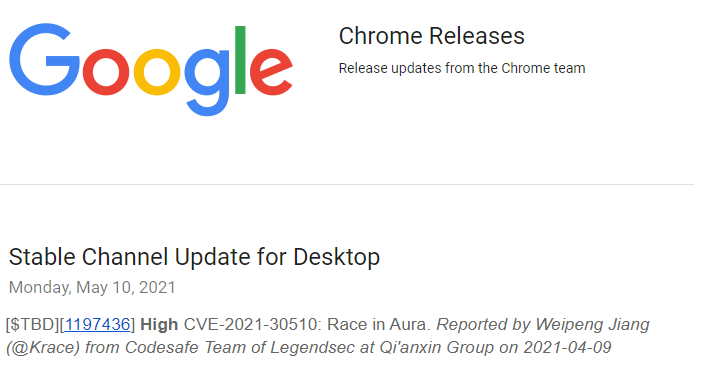 Google
Chrome Releases
Release updates from the Chrome team
Stable Channel Update for Desktop
Monday, May 10, 2021
[$TBD][1197436] High CVE-2021-30510: Race in Aura. Reported by Weipeng Jiang
(@Krace) from Codesafe Team of Legendsec at Qi'anxin Group on 2021-04-09